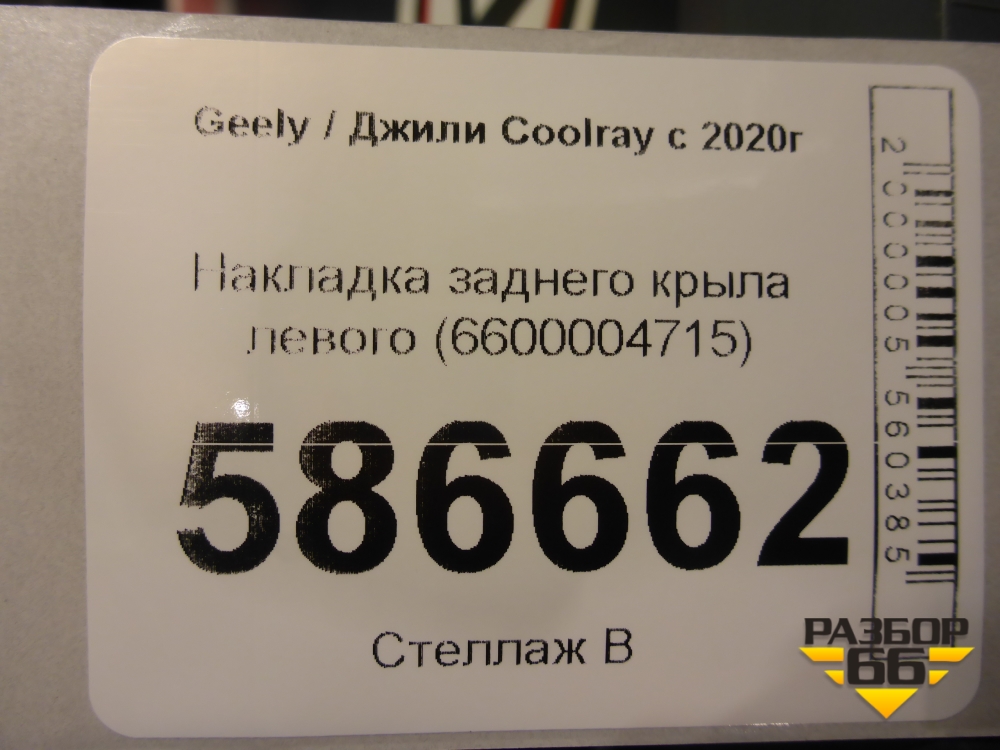 Geely / Джили Coolray с 2020г
Накладка заднего крыла
левого (6600004715)
586662
Стеллаж В
2000005560385
РАЗБОР
66